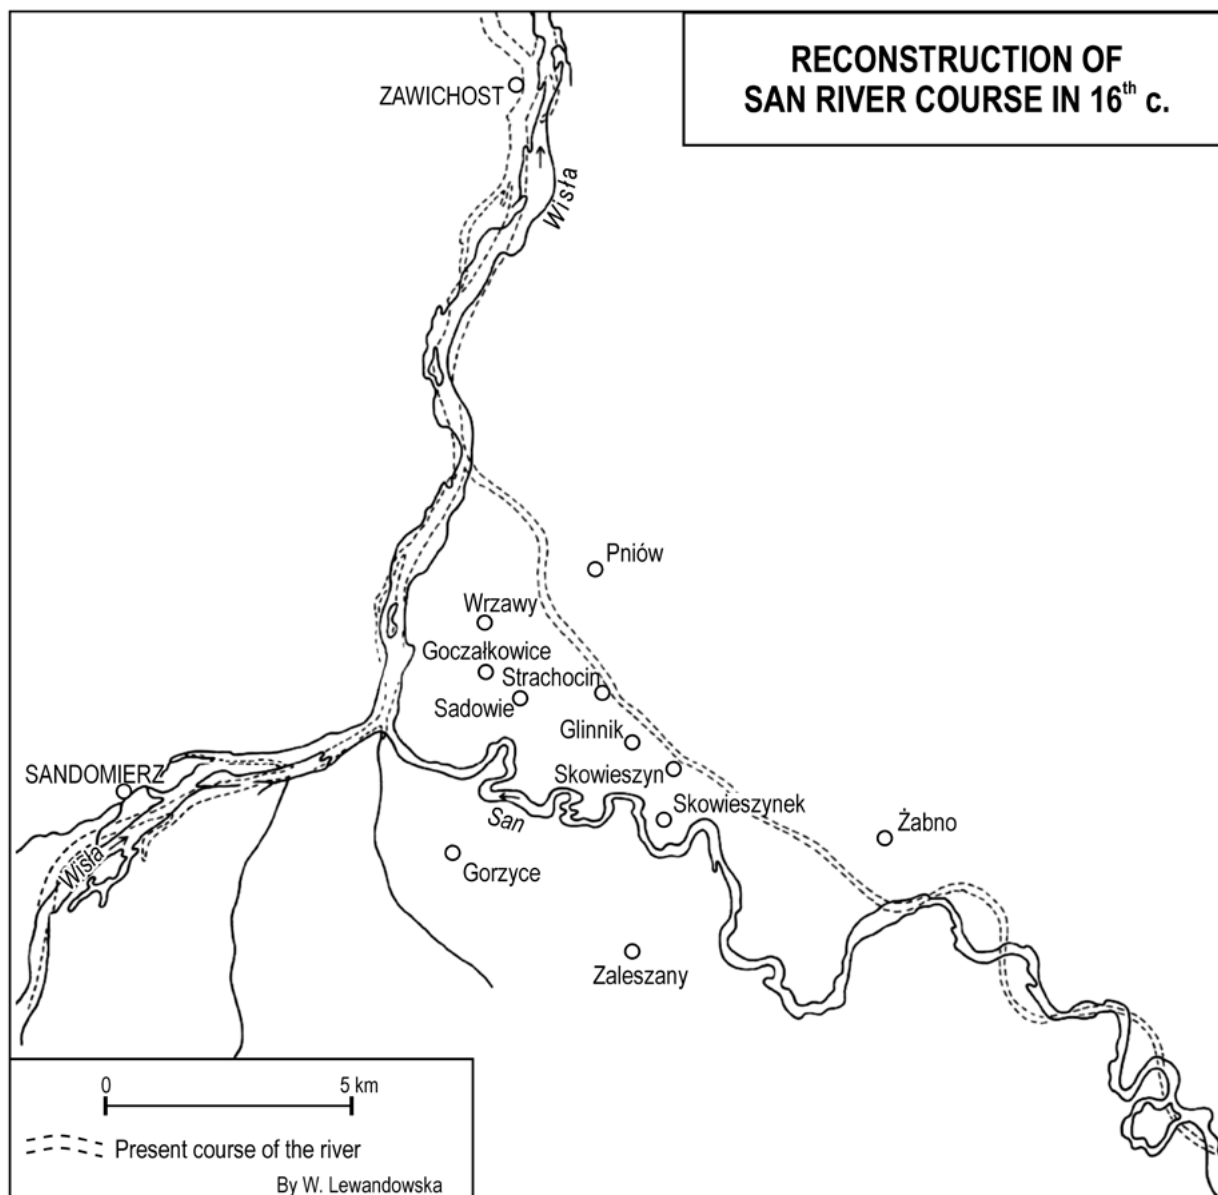 RECONSTRUCTION OF
SAN RIVER COURSE IN 16th c.
ZAWICHOST
Wisła
Pniów
Wrzawy
Goczałkowice
Strachocin
Sadowie
Glinnik
SANDOMIERZ
Skowieszyn
Skowieszynek
San
Żabno
Wisła
Gorzyce
Zaleszany
0 5 km
Present course of the river
By W. Lewandowska